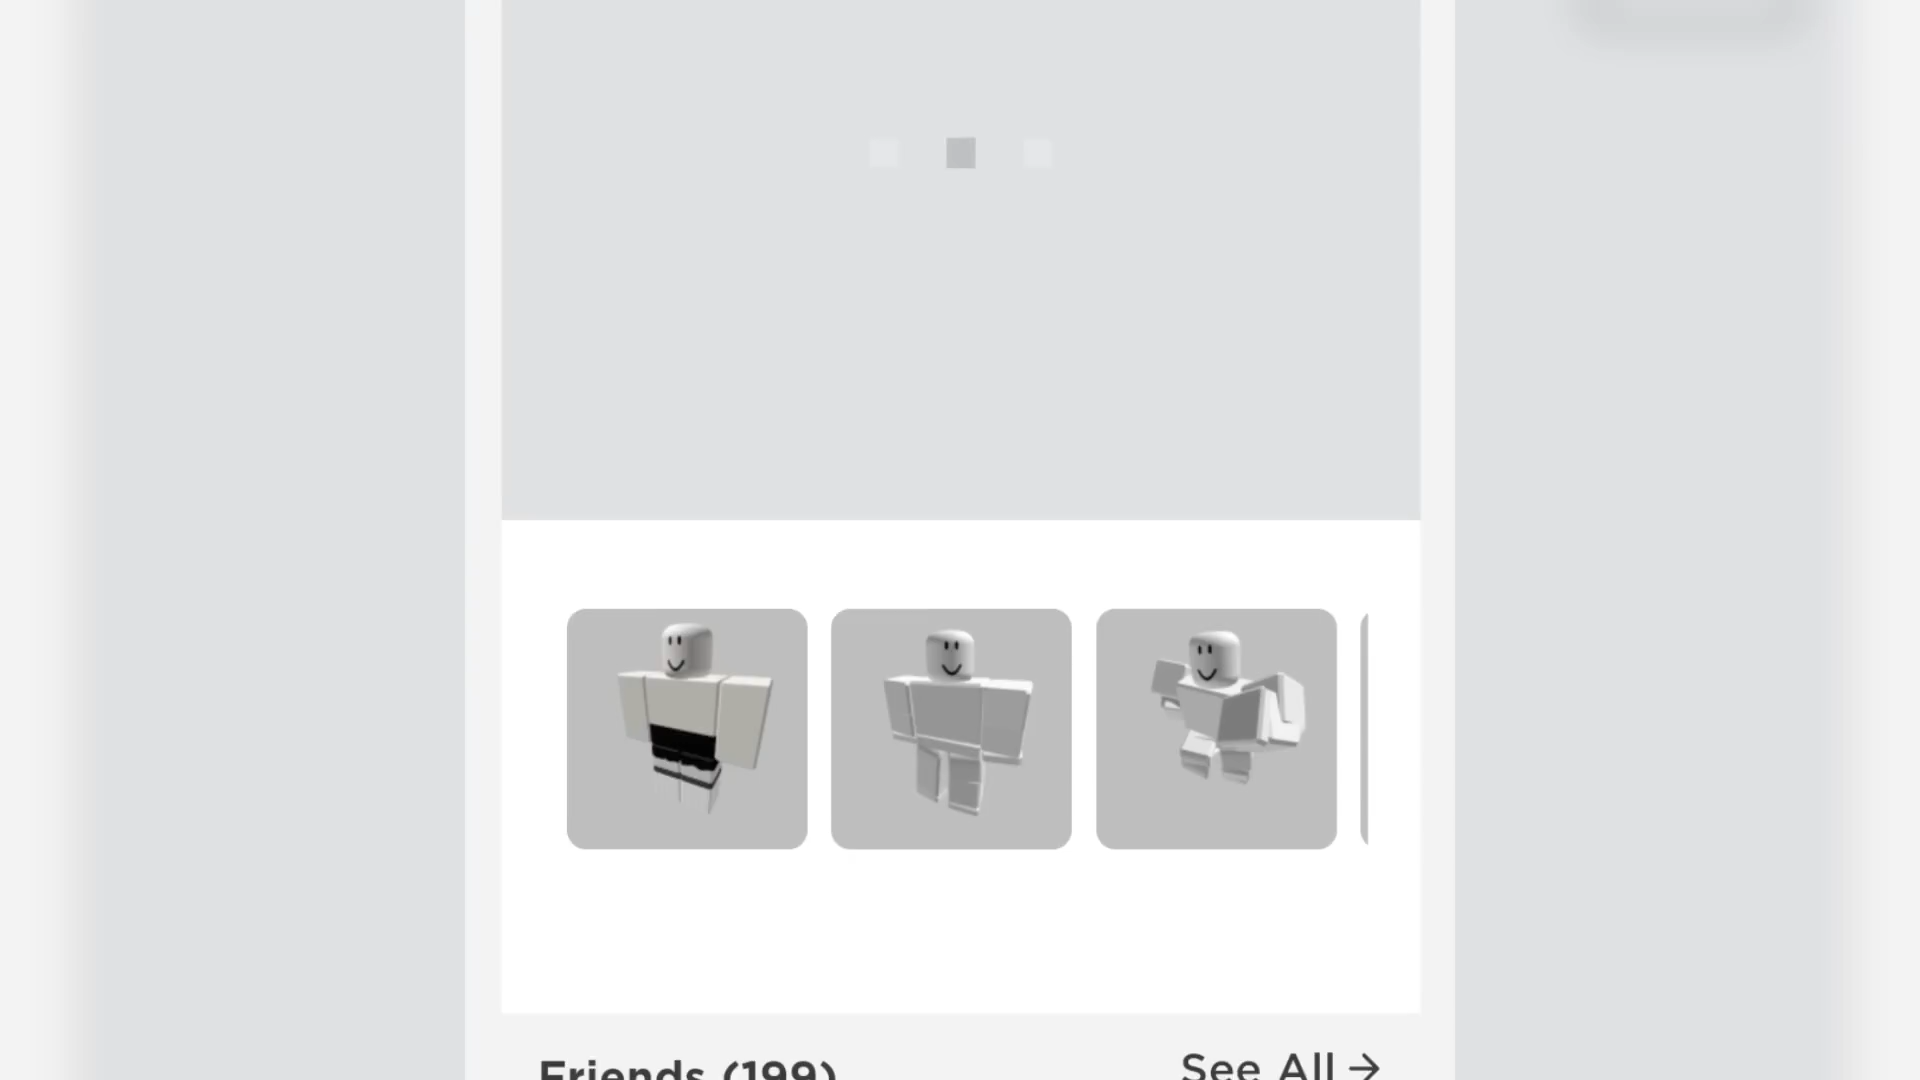 Friends (199)
See All →